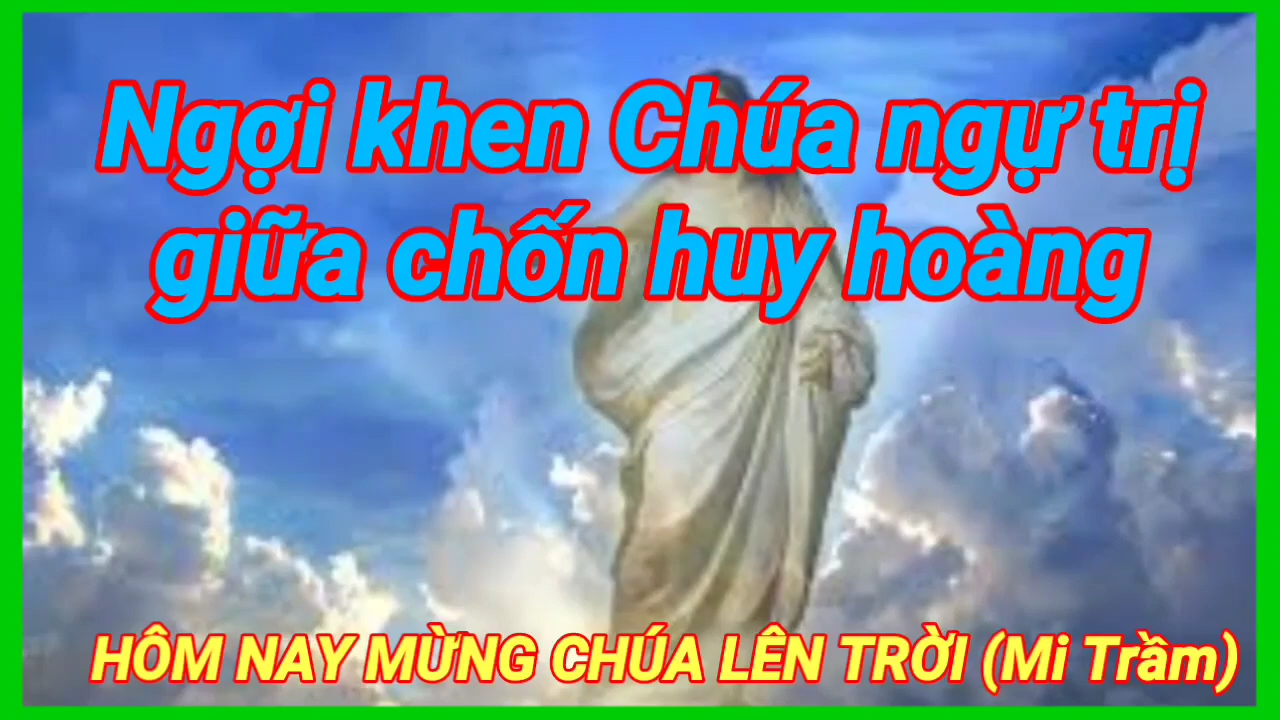 Ngợi khen Chúa ngự trị
giữa chốn huy hoàng
HÔM NAY MỪNG CHÚA LÊN TRỜI (Mi Trầm)